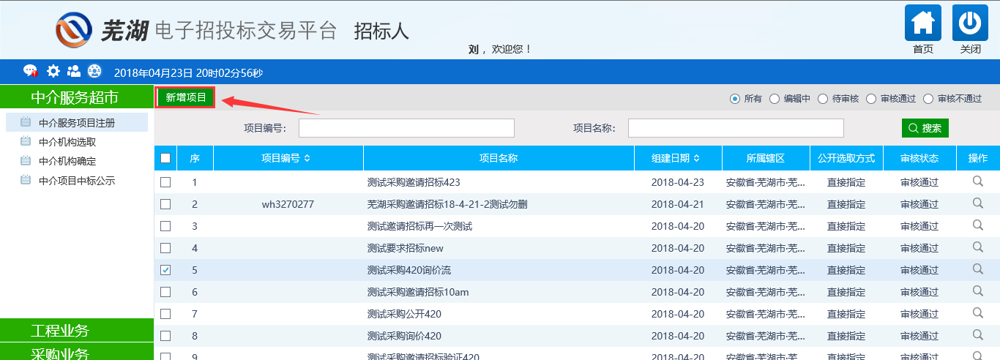 芜湖 电子招投标交易平台 招标人
刘 ，欢迎您！
首页 关闭
2018年04月23日 20时02分56秒
中介服务超市
中介服务项目注册
中介机构选取
中介机构确定
中介项目中标公示
工程业务
采购业务
新增项目 所有 编辑中 待审核 审核通过 审核不通过
项目编号： 项目名称： 搜索
序 项目编号 项目名称 组建日期 所属辖区 公开选取方式 审核状态 操作
1 测试采购邀请招标423 2018-04-23 安徽省·芜湖市·芜... 直接指定 审核通过
2 wh3270277 芜湖采购邀请招标18-4-21-2测试勿删 2018-04-21 安徽省·芜湖市·芜... 直接指定 审核通过
3 测试邀请招标再一次测试 2018-04-20 安徽省·芜湖市·芜... 直接指定 审核通过
4 测试要求招标new 2018-04-20 安徽省·芜湖市·芜... 直接指定 审核通过
5 测试采购420询价流 2018-04-20 安徽省·芜湖市·芜... 直接指定 审核通过
6 测试采购邀请招标10am 2018-04-20 安徽省·芜湖市·芜... 直接指定 审核通过
7 测试采购公开420 2018-04-20 安徽省·芜湖市·芜... 直接指定 审核通过
8 测试采购询价420 2018-04-20 安徽省·芜湖市·芜... 直接指定 审核通过
9 测试采购邀请招标验证420 2018-04-20 安徽省·芜湖市·芜... 直接指定 审核通过